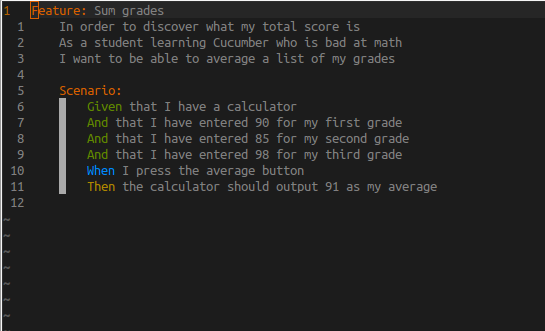 1 Feature: Sum grades
1 In order to discover what my total score is
2 As a student learning Cucumber who is bad at math
3 I want to be able to average a list of my grades
4
5 Scenario:
6 Given that I have a calculator
7 And that I have entered 90 for my first grade
8 And that I have entered 85 for my second grade
9 And that I have entered 98 for my third grade
10 When I press the average button
11 Then the calculator should output 91 as my average
12
~
~
~
~
~
~
~